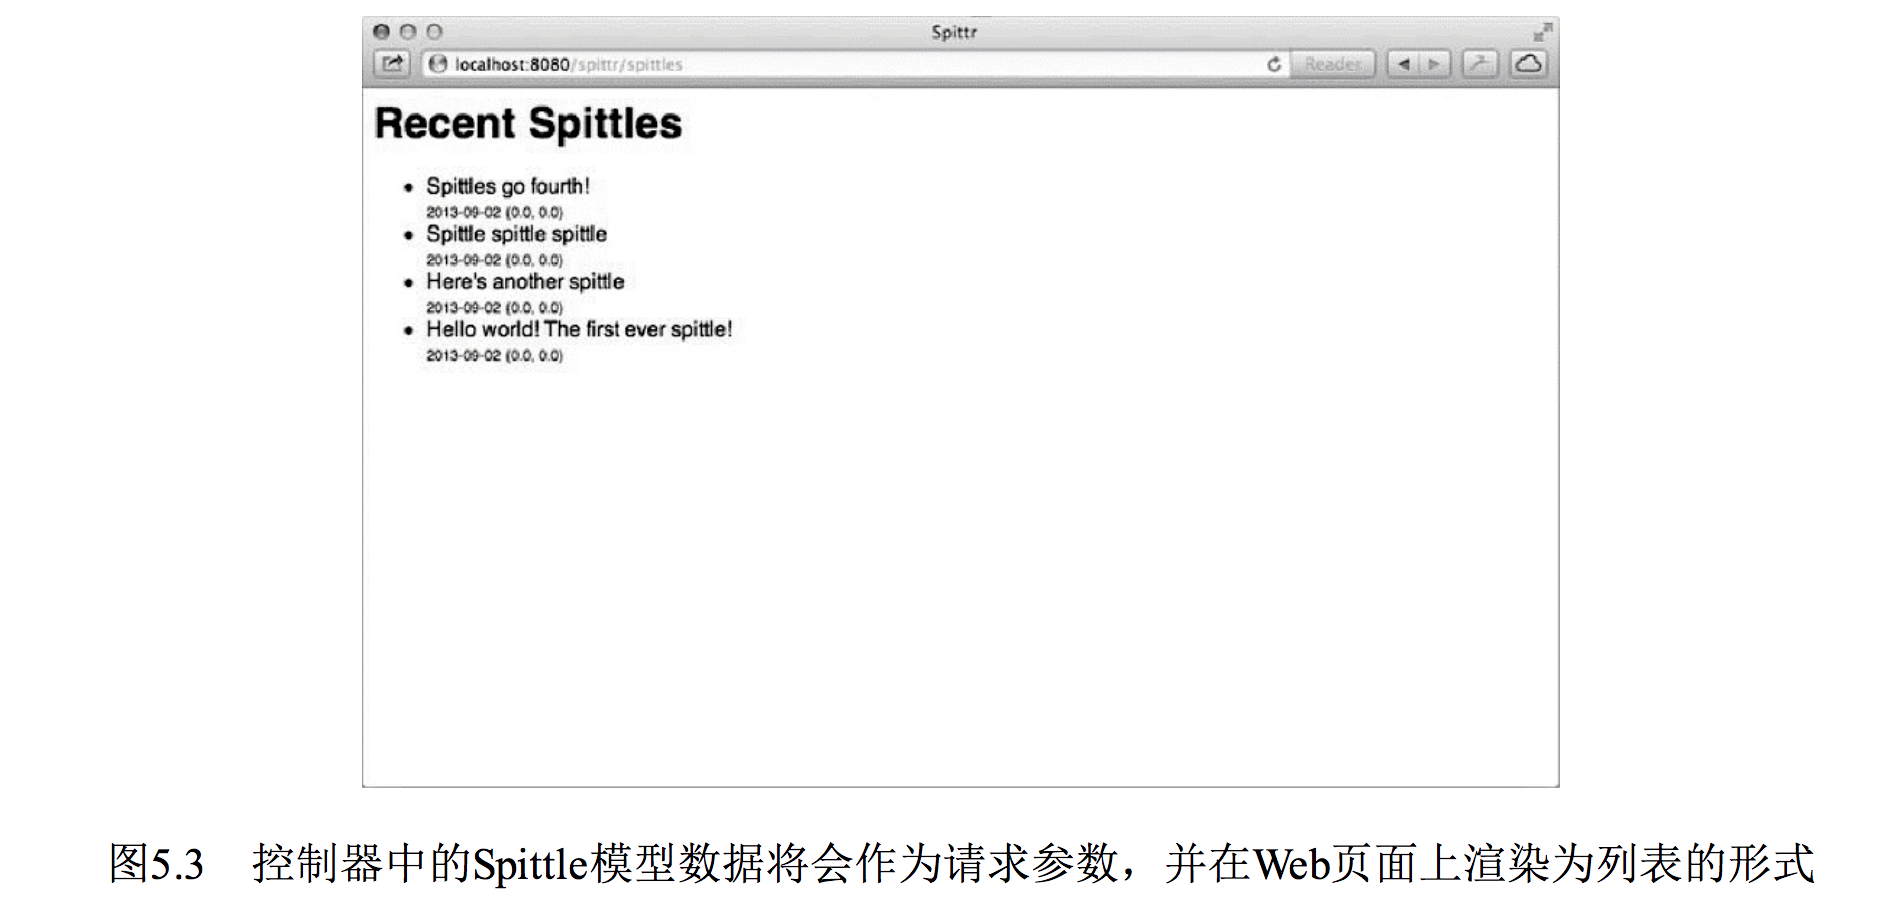 Spittr
localhost:8080/spittr/spittles
Reader
Recent Spittles
Spittles go fourth!
2013-09-02 (0.0, 0.0)
Spittle spittle spittle
2013-09-02 (0.0, 0.0)
Here's another spittle
2013-09-02 (0.0, 0.0)
Hello world! The first ever spittle!
2013-09-02 (0.0, 0.0)
图5.3 控制器中的Spittle模型数据将会作为请求参数，并在Web页面上渲染为列表的形式